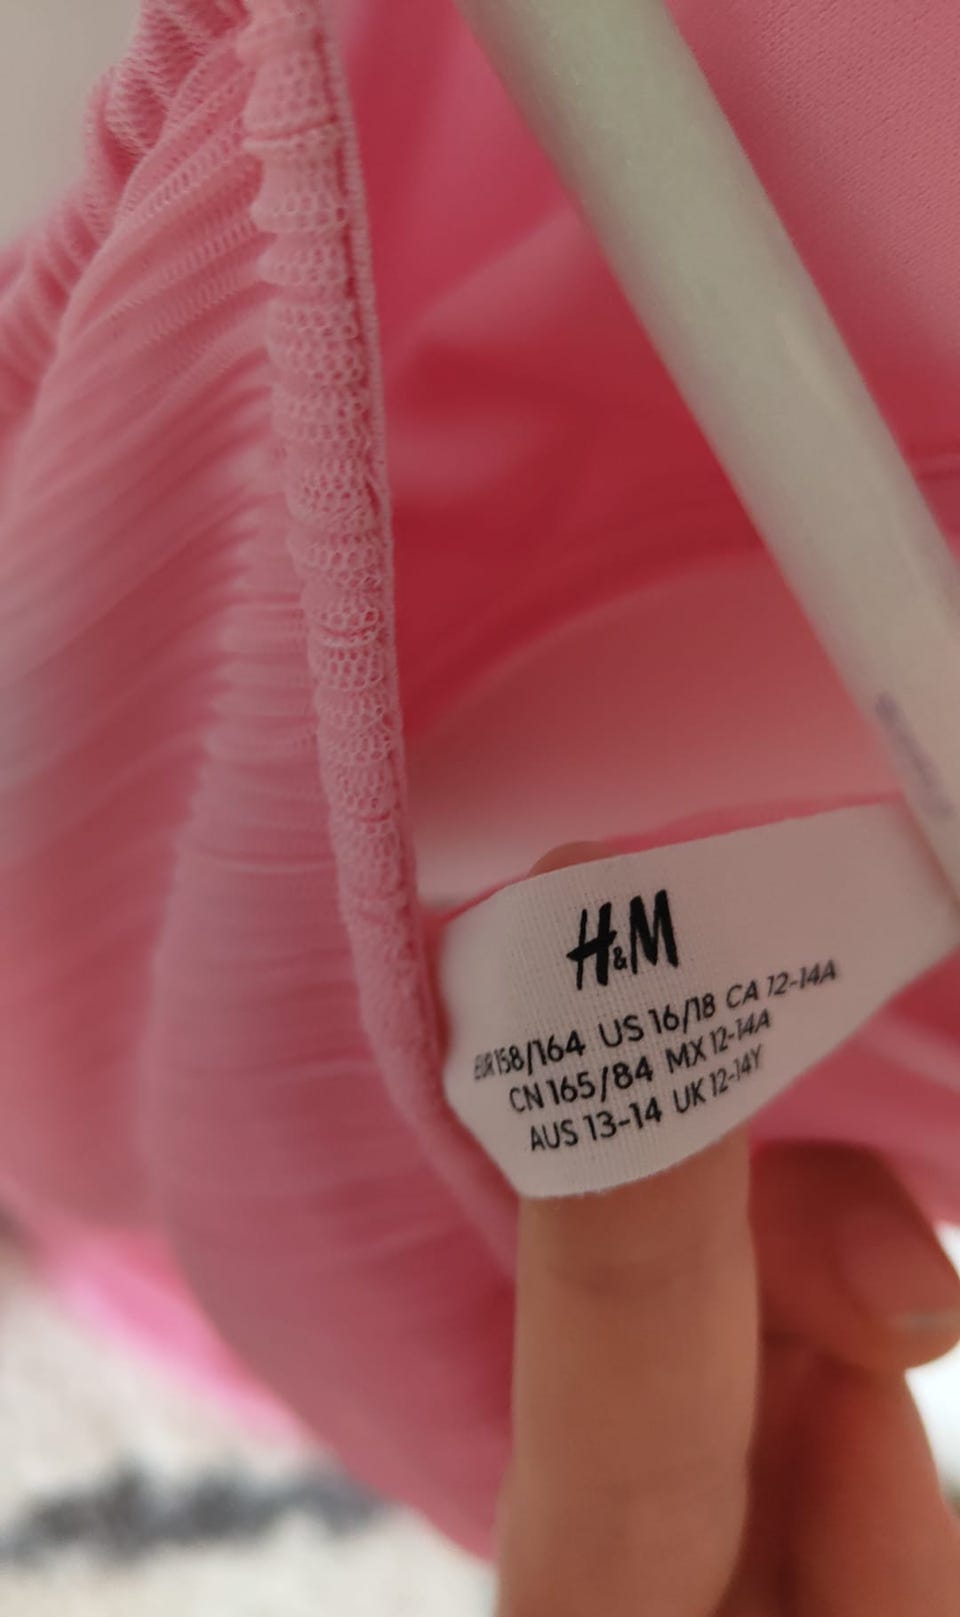 H&M
EUR 158/164 US 16/18 CA 12-14A
CN 165/84 MX 12-14A
AUS 13-14 UK 12-14Y